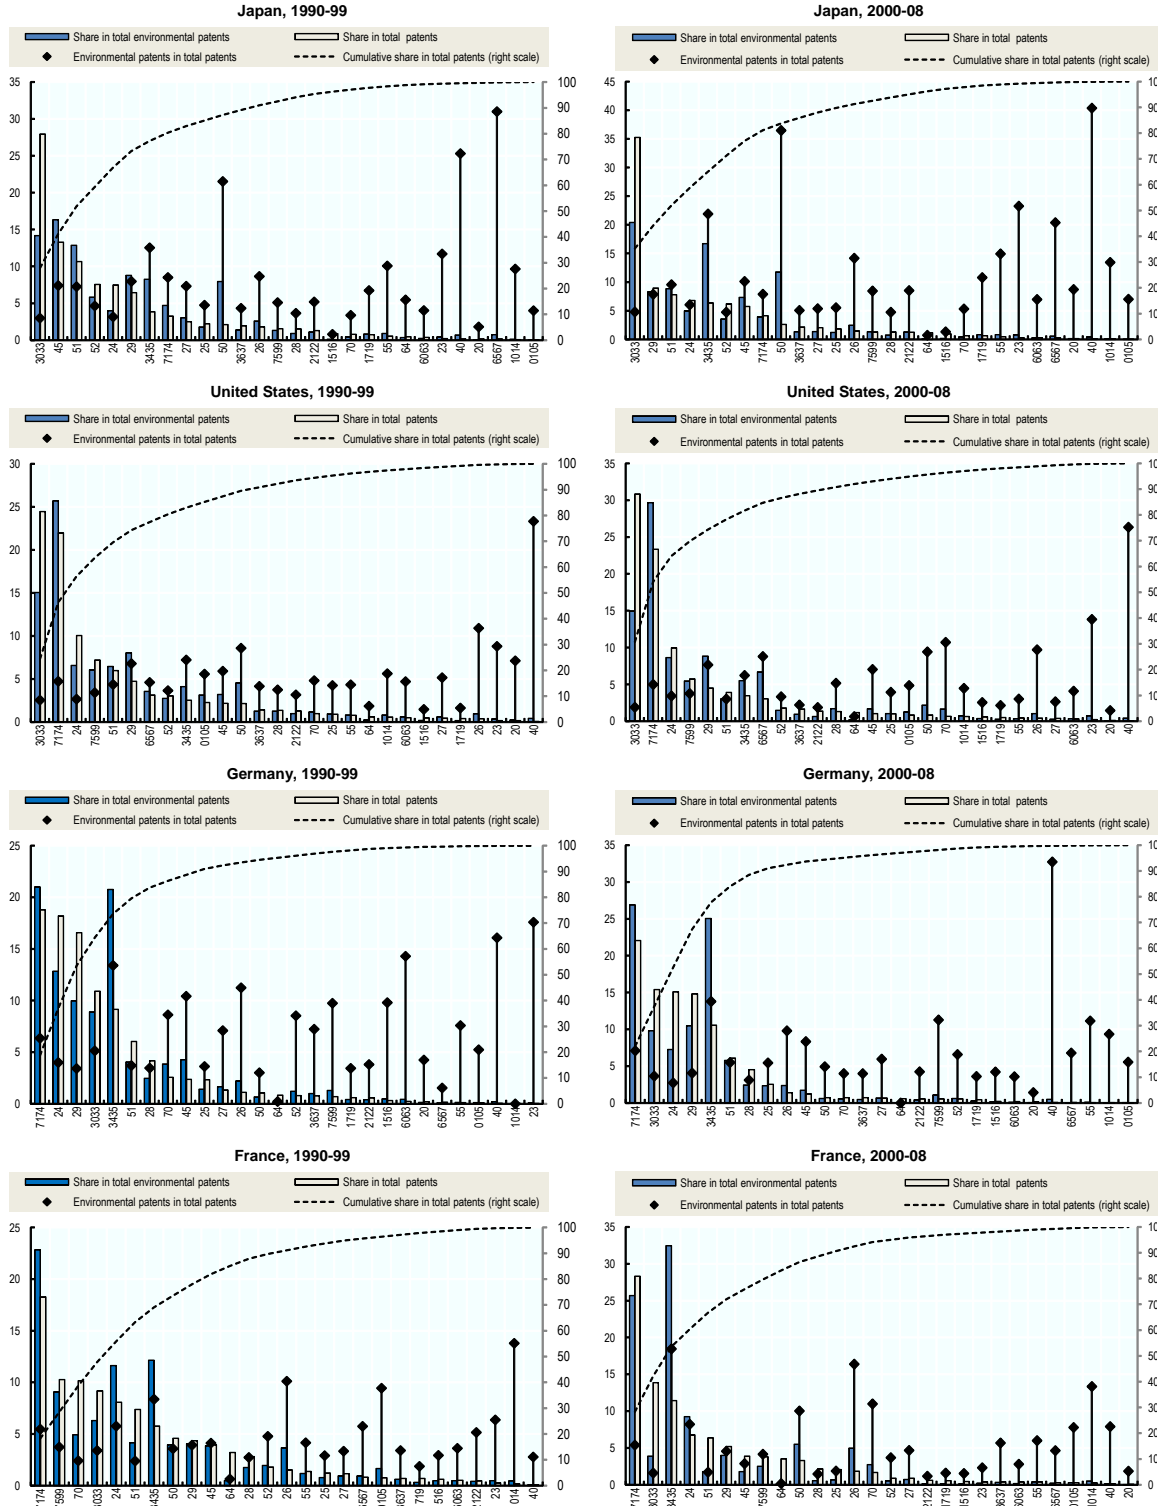 Japan, 1990-99
Share in total environmental patents
Share in total patents
Environmental patents in total patents
Cumulative share in total patents (right scale)
35 30 25 20 15 10 5 0
100 90 80 70 60 50 40 30 20 10 0
3033 45 51 52 24 29 3435 7174 27 25 50 3637 26 7599 28 2122 1516 70 1719 55 64 6063 23 40 20 6567 1014 0105
Japan, 2000-08
Share in total environmental patents
Share in total patents
Environmental patents in total patents
Cumulative share in total patents (right scale)
45 40 35 30 25 20 15 10 5 0
3033 29 51 24 3435 52 45 7174 50 3637 27 25 26 7599 28 2122 64 1516 70 1719 55 23 6063 6567 20 40 1014 0105
United States, 1990-99
Share in total environmental patents
Share in total patents
Environmental patents in total patents
Cumulative share in total patents (right scale)
30 25 20 15 10 5 0
100 90 80 70 60 50 40 30 20 10 0
3033 7174 24 7599 51 29 6567 52 3435 0105 45 50 3637 28 2122 70 25 55 64 1014 6063 1516 27 1719 26 23 20 40
United States, 2000-08
Share in total environmental patents
Share in total patents
Environmental patents in total patents
Cumulative share in total patents (right scale)
35 30 25 20 15 10 5 0
3033 7174 24 7599 29 51 3435 6567 52 3637 2122 28 64 45 25 0105 50 70 1014 1516 1719 55 26 27 6063 23 20 40
Germany, 1990-99
Share in total environmental patents
Share in total patents
Environmental patents in total patents
Cumulative share in total patents (right scale)
25 20 15 10 5 0
100 90 80 70 60 50 40 30 20 10 0
7174 24 29 3033 3435 51 28 70 45 25 27 26 50 64 52 3637 7599 1719 2122 1516 6063 20 6567 55 0105 40 1014 23
Germany, 2000-08
Share in total environmental patents
Share in total patents
Environmental patents in total patents
Cumulative share in total patents (right scale)
35 30 25 20 15 10 5 0
7174 3033 24 29 3435 51 28 25 26 45 50 70 3637 27 64 2122 7599 52 1719 1516 6063 20 40 6567 55 1014 0105
France, 1990-99
Share in total environmental patents
Share in total patents
Environmental patents in total patents
Cumulative share in total patents (right scale)
25 20 15 10 5 0
100 90 80 70 60 50 40 30 20 10 0
70 24 51 50 29 45 64 28 52 26 55 25 27 20 23 40
France, 2000-08
Share in total environmental patents
Share in total patents
Environmental patents in total patents
Cumulative share in total patents (right scale)
35 30 25 20 15 10 5 0
24 51 29 45 64 50 28 25 26 70 52 27 23 55 40 20